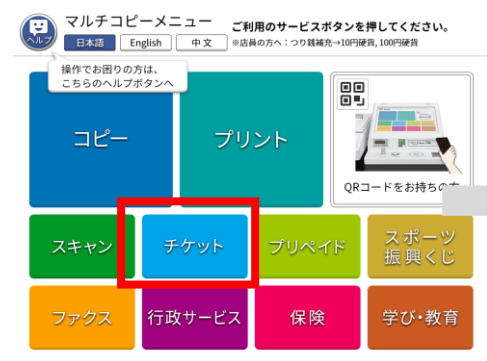 マルチコピーメニュー
ご利用のサービスボタンを押してください。
ヘルプ
日本語 English 中文
※店員の方へ：つり銭補充→10円硬貨,100円硬貨
操作でお困りの方は、
こちらのヘルプボタンへ
コピー プリント
QRコードをお持ちの方
スキャン チケット プリペイド スポーツ
振興くじ
ファクス 行政サービス 保険 学び・教育